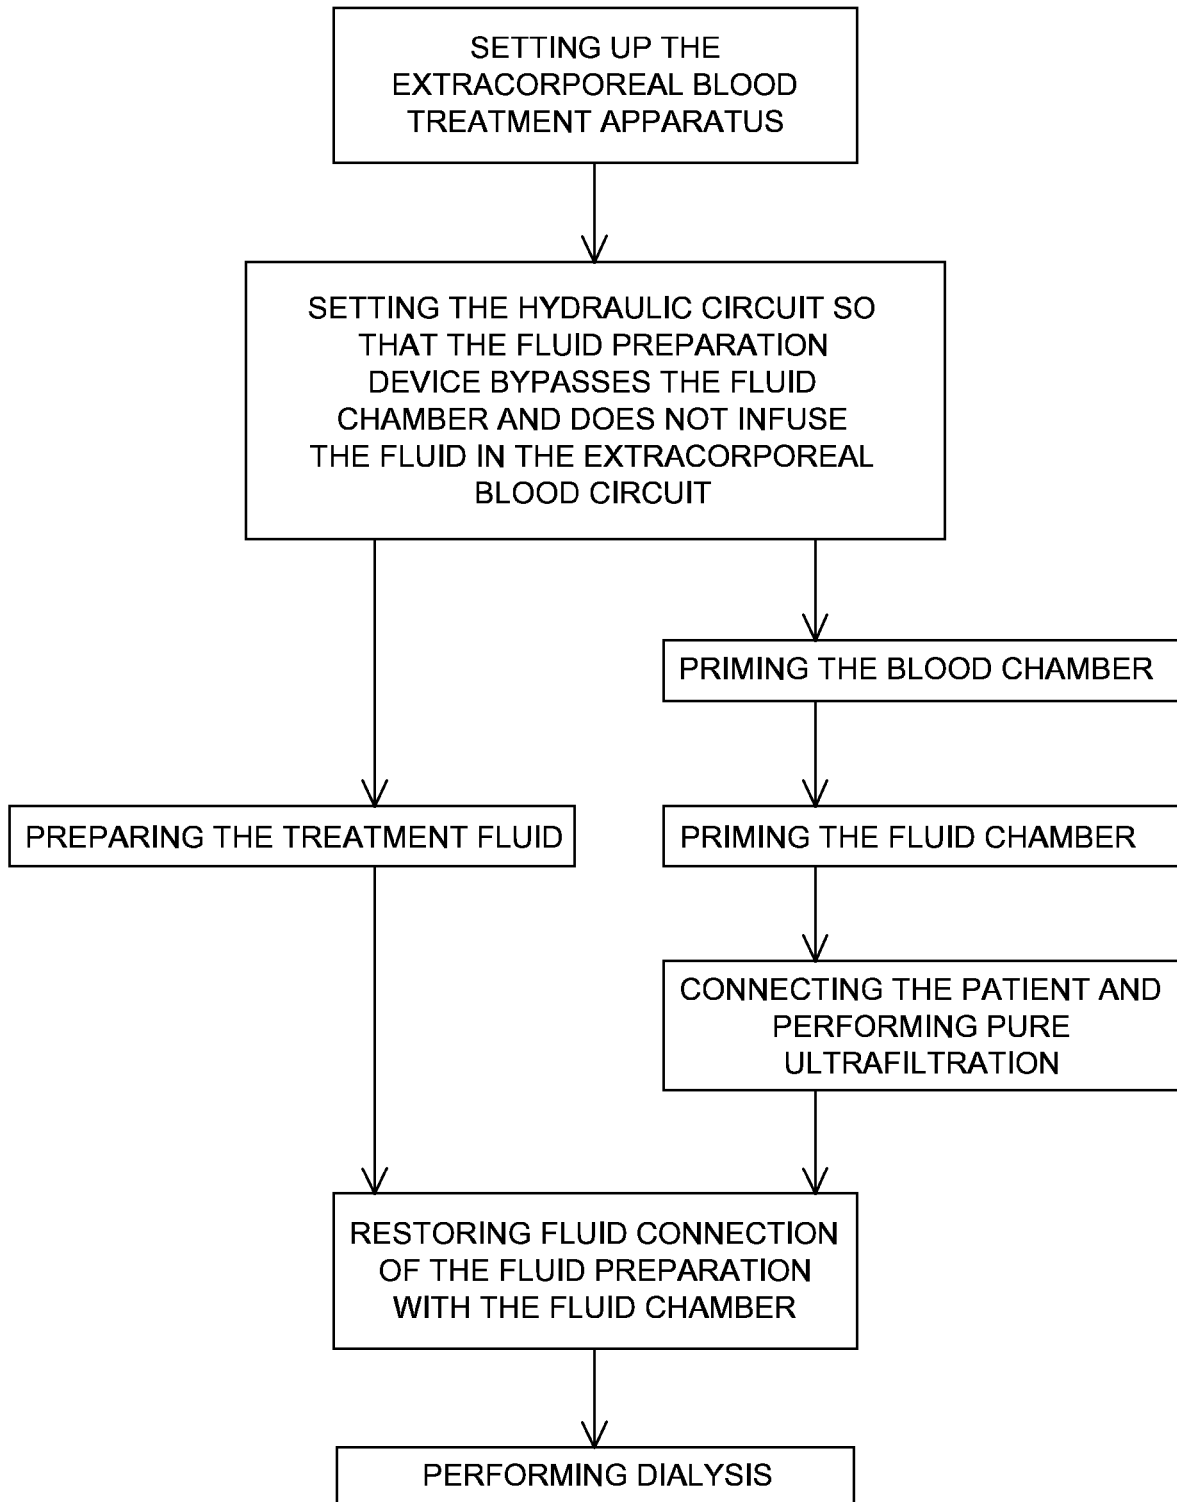 SETTING UP THE
EXTRACORPOREAL BLOOD
TREATMENT APPARATUS
SETTING THE HYDRAULIC CIRCUIT SO
THAT THE FLUID PREPARATION
DEVICE BYPASSES THE FLUID
CHAMBER AND DOES NOT INFUSE
THE FLUID IN THE EXTRACORPOREAL
BLOOD CIRCUIT
PRIMING THE BLOOD CHAMBER
PREPARING THE TREATMENT FLUID
PRIMING THE FLUID CHAMBER
CONNECTING THE PATIENT AND
PERFORMING PURE
ULTRAFILTRATION
RESTORING FLUID CONNECTION
OF THE FLUID PREPARATION
WITH THE FLUID CHAMBER
PERFORMING DIALYSIS